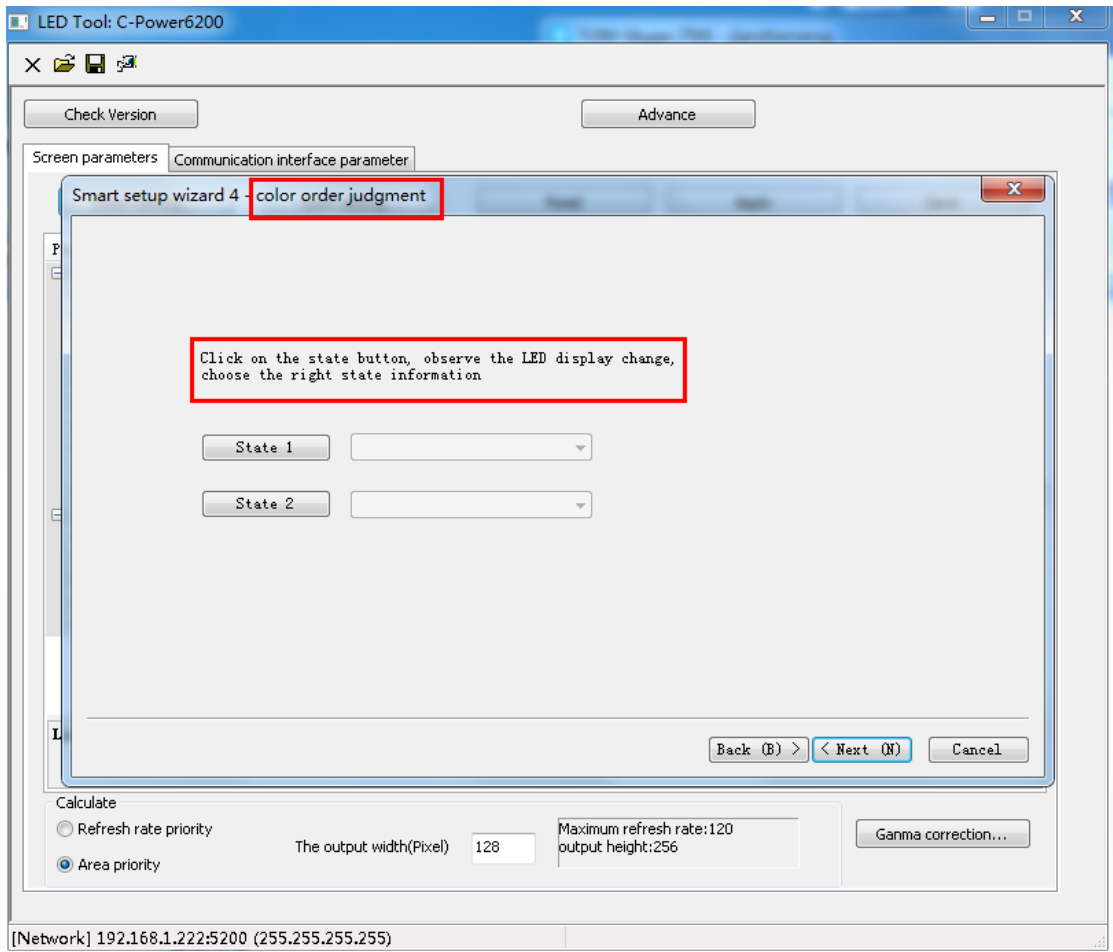 LED Tool: C-Power6200
Check Version
Advance
Screen parameters
Communication interface parameter
Smart setup wizard 4 - color order judgment
P
Click on the state button, observe the LED display change,
choose the right state information
State 1
State 2
L
Back (B) >
< Next (N)
Cancel
Calculate
Refresh rate priority
Area priority
The output width(Pixel)
128
Maximum refresh rate:120
output height:256
Ganma correction...
[Network] 192.168.1.222:5200 (255.255.255.255)